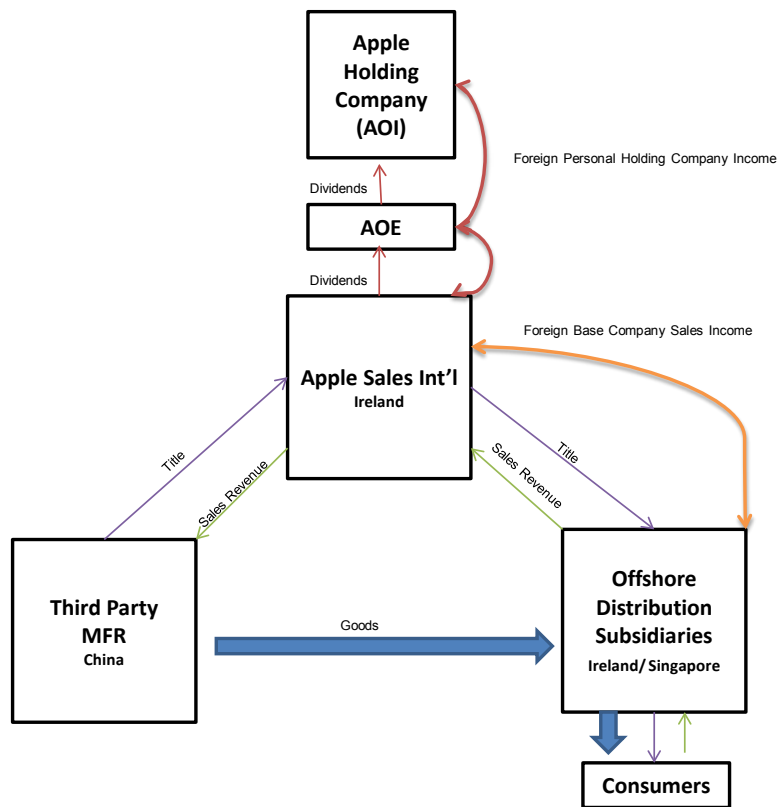 Apple
Holding
Company
(AOI)
Foreign Personal Holding Company Income
Dividends
AOE
Dividends
Foreign Base Company Sales Income
Apple Sales Int'l
Ireland
Title
Sales Revenue
Sales Revenue
Title
Third Party
MFR
China
Goods
Offshore
Distribution
Subsidiaries
Ireland/ Singapore
Consumers